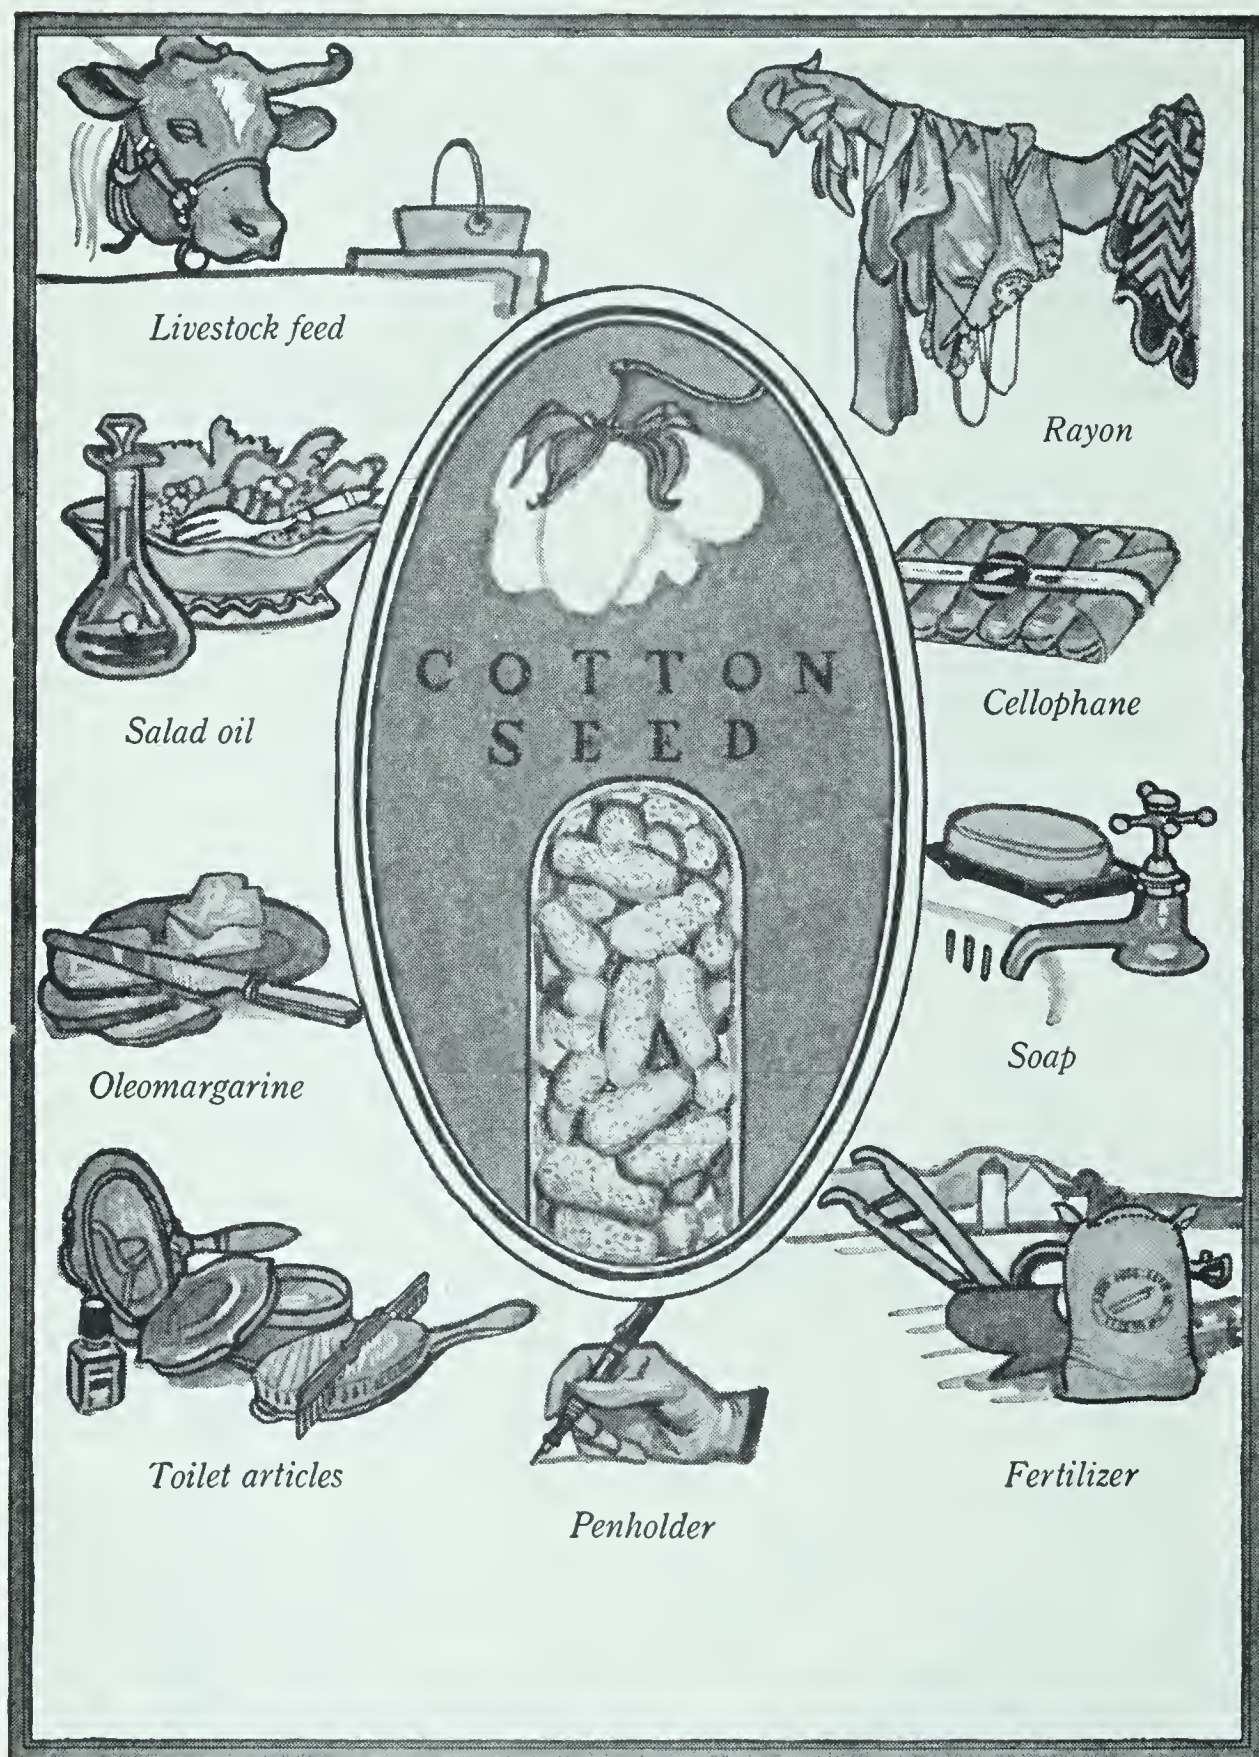 Livestock feed
Rayon
Salad oil
COTTON
SEED
Cellophane
Oleomargarine
Soap
Toilet articles
Penholder
Fertilizer